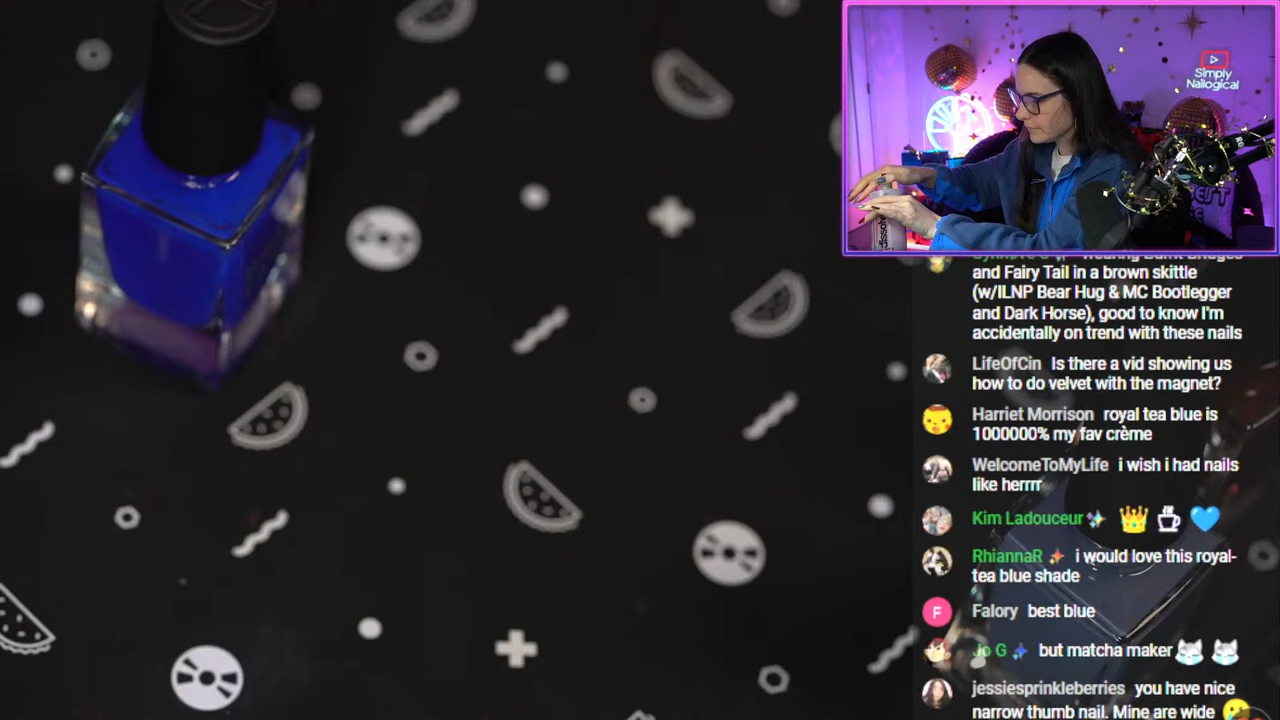 Simply
Nailogical
and Fairy Tail in a brown skittle
(w/ILNP Bear Hug & MC Bootlegger
and Dark Horse), good to know I'm
accidentally on trend with these nails
LifeOfCin Is there a vid showing us
how to do velvet with the magnet?
Harriet Morrison royal tea blue is
1000000% my fav crème
WelcomeToMyLife i wish i had nails
like herrrr
Kim Ladouceur
RhiannaR i would love this royal-
tea blue shade
F Falory best blue
Jo G but matcha maker
jessiesprinkleberries you have nice
narrow thumb nail. Mine are wide